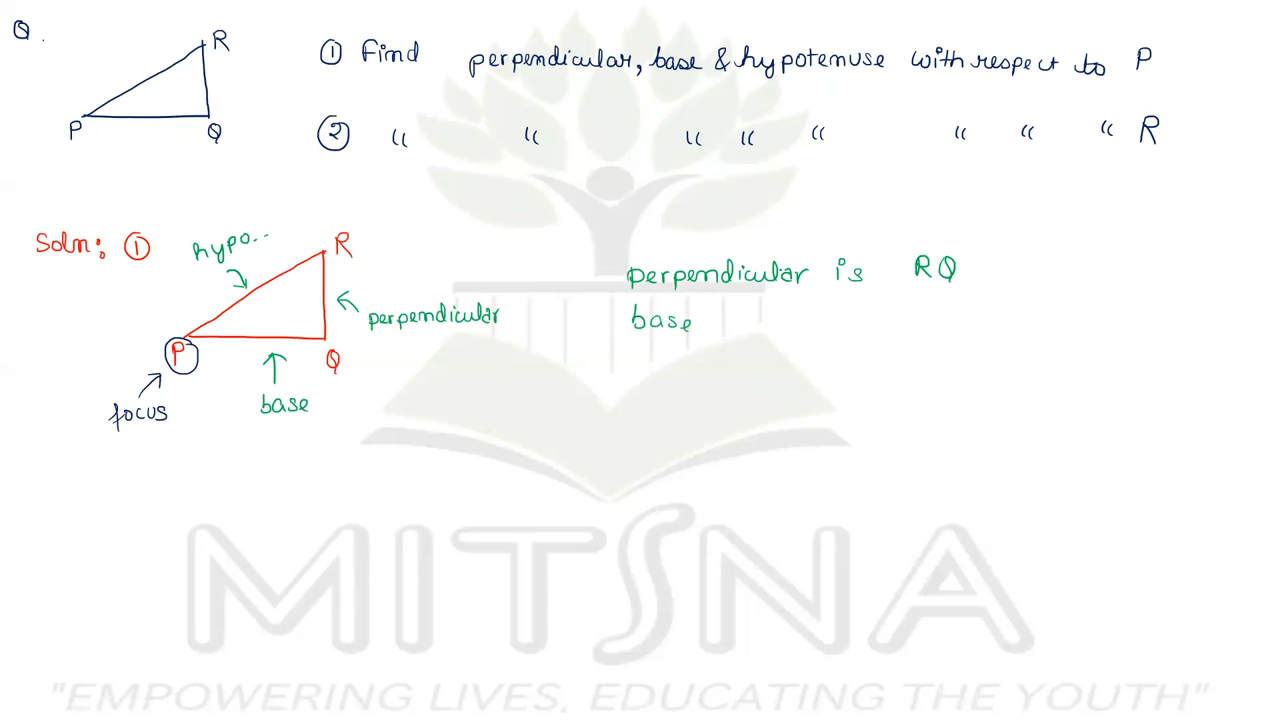 Q.
R
P
Q
① Find perpendicular, base & hypotenuse with respect to P
② " " " " " " " " R
Soln: ①
hypo...
R
perpendicular
P
Q
focus
base
perpendicular is RQ
base
MITSNA
"EMPOWERING LIVES, EDUCATING THE YOUTH"